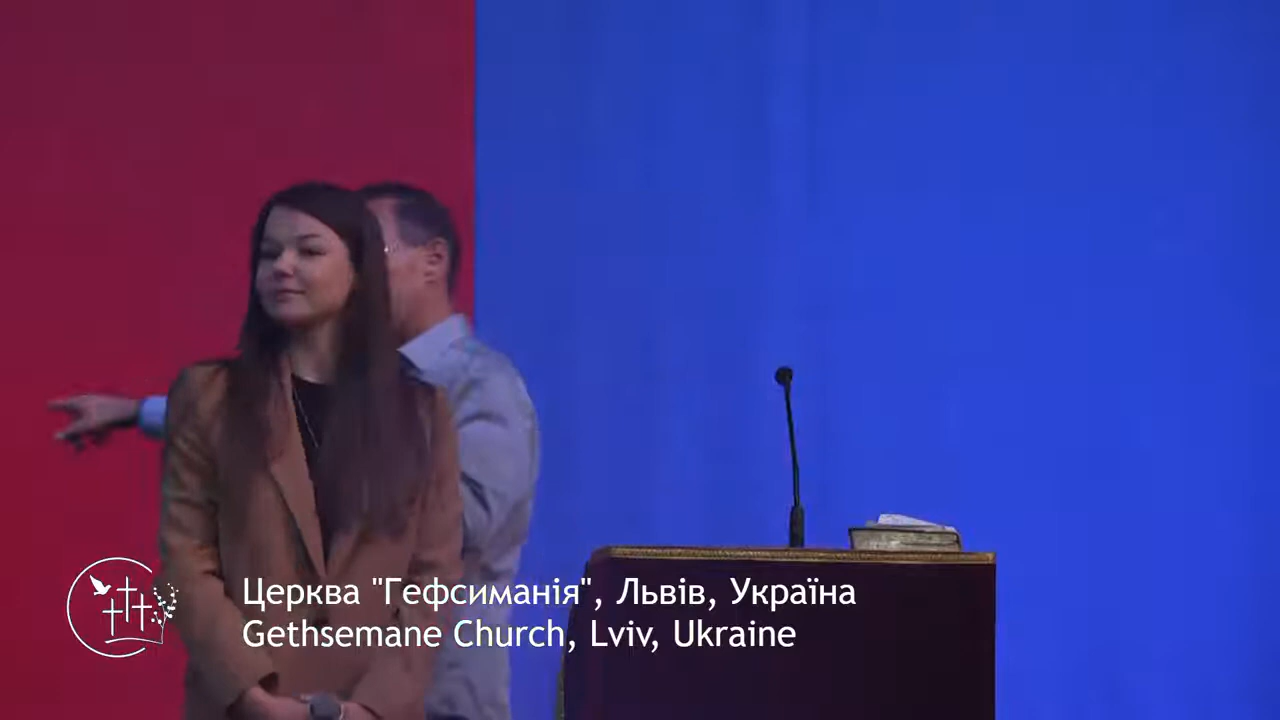 Церква "Гефсиманія", Львів, Україна
Gethsemane Church, Lviv, Ukraine